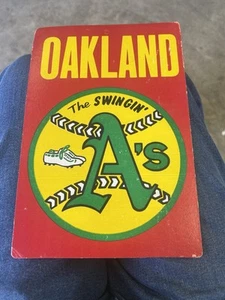 OAKLAND
The SWINGIN'
A's